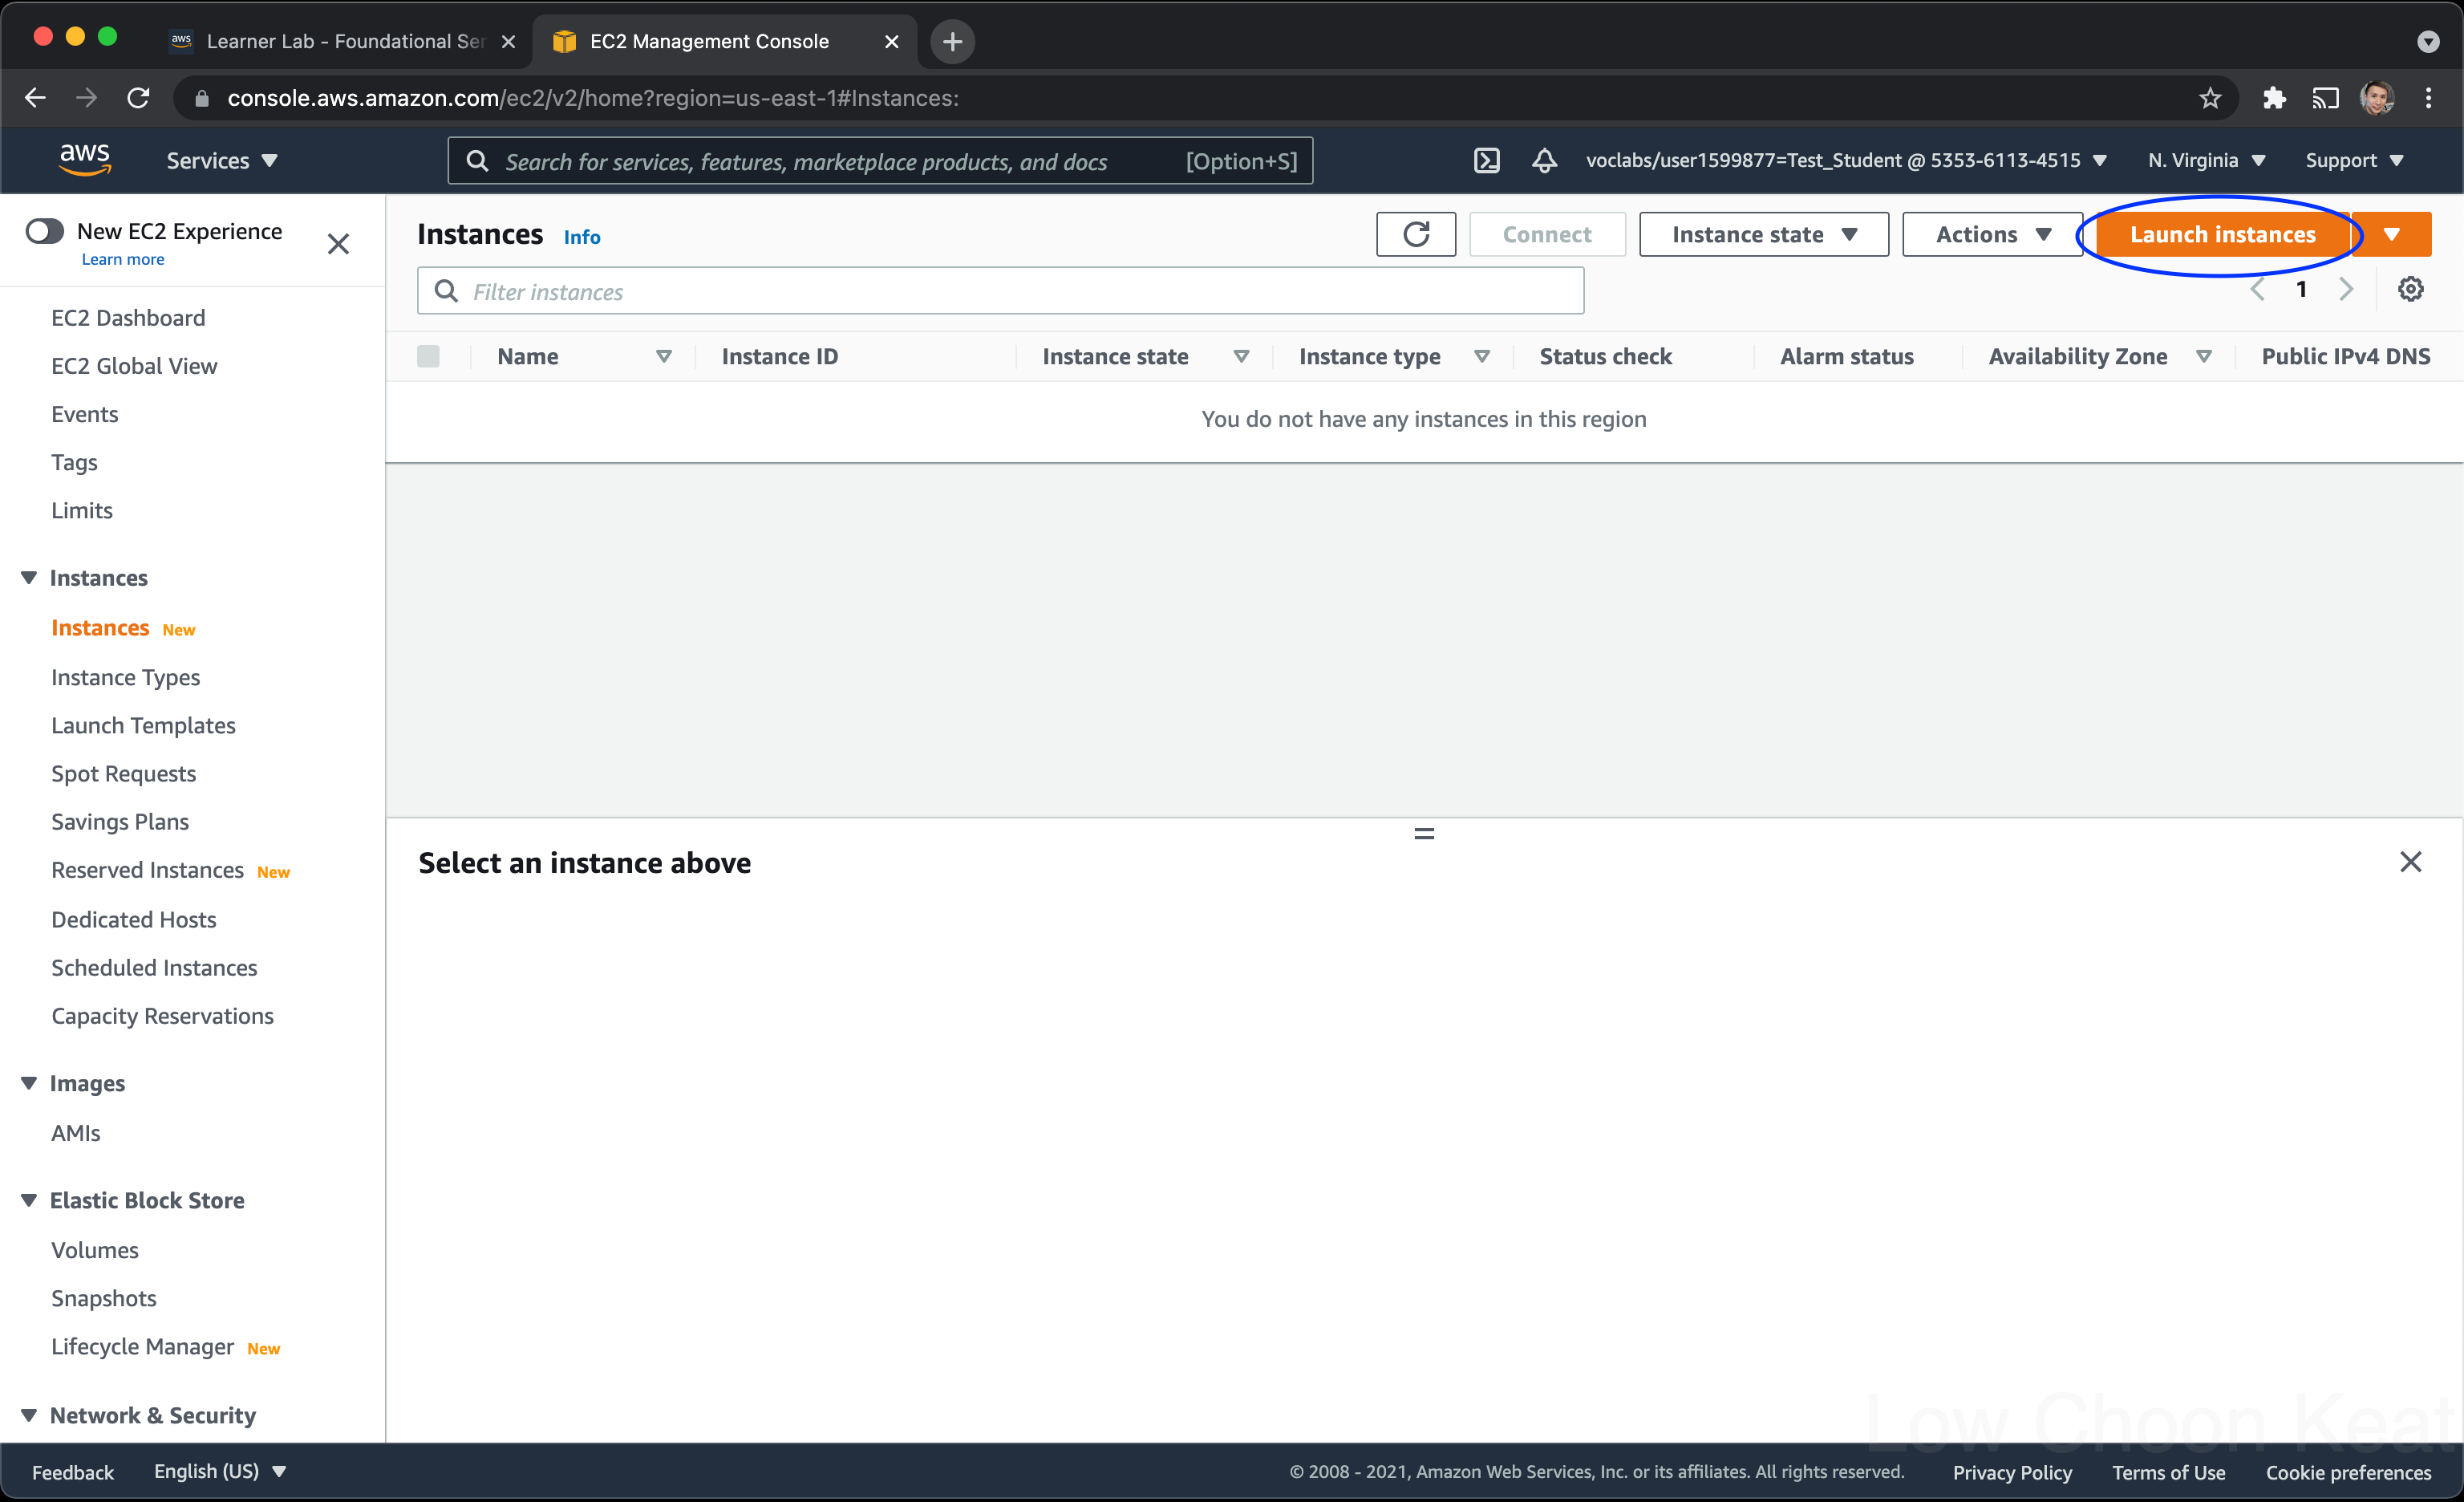 aws Learner Lab - Foundational Ser
EC2 Management Console
console.aws.amazon.com/ec2/v2/home?region=us-east-1#Instances:
aws Services Search for services, features, marketplace products, and docs [Option+S] voclabs/user1599877=Test_Student @ 5353-6113-4515 N. Virginia Support
New EC2 Experience
Learn more
EC2 Dashboard
EC2 Global View
Events
Tags
Limits
Instances
Instances New
Instance Types
Launch Templates
Spot Requests
Savings Plans
Reserved Instances New
Dedicated Hosts
Scheduled Instances
Capacity Reservations
Images
AMIs
Elastic Block Store
Volumes
Snapshots
Lifecycle Manager New
Network & Security
Instances Info Connect Instance state Actions Launch instances
Filter instances 1
Name Instance ID Instance state Instance type Status check Alarm status Availability Zone Public IPv4 DNS
You do not have any instances in this region
Select an instance above
Low Choon Keat
Feedback English (US) © 2008 - 2021, Amazon Web Services, Inc. or its affiliates. All rights reserved. Privacy Policy Terms of Use Cookie preferences